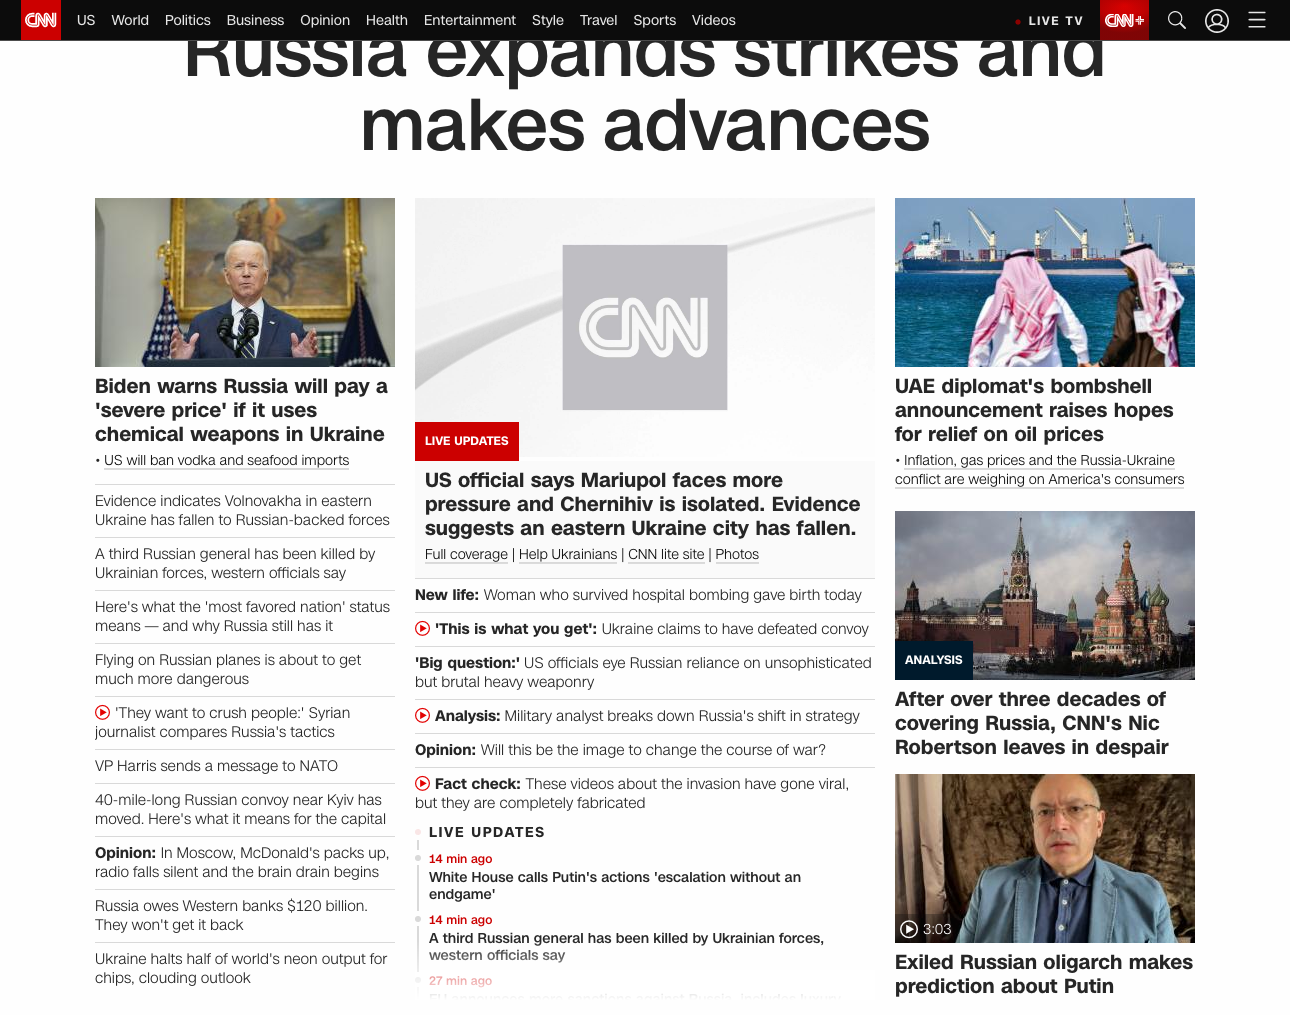 CNN
US World Politics Business Opinion Health Entertainment Style Travel Sports Videos
LIVE TV
CNN+
Russia expands strikes and
makes advances
Biden warns Russia will pay a
'severe price' if it uses
chemical weapons in Ukraine
• US will ban vodka and seafood imports
Evidence indicates Volnovakha in eastern
Ukraine has fallen to Russian-backed forces
A third Russian general has been killed by
Ukrainian forces, western officials say
Here's what the 'most favored nation' status
means — and why Russia still has it
Flying on Russian planes is about to get
much more dangerous
'They want to crush people:' Syrian
journalist compares Russia's tactics
VP Harris sends a message to NATO
40-mile-long Russian convoy near Kyiv has
moved. Here's what it means for the capital
Opinion: In Moscow, McDonald's packs up,
radio falls silent and the brain drain begins
Russia owes Western banks $120 billion.
They won't get it back
Ukraine halts half of world's neon output for
chips, clouding outlook
CNN
LIVE UPDATES
US official says Mariupol faces more
pressure and Chernihiv is isolated. Evidence
suggests an eastern Ukraine city has fallen.
Full coverage | Help Ukrainians | CNN lite site | Photos
New life: Woman who survived hospital bombing gave birth today
'This is what you get': Ukraine claims to have defeated convoy
'Big question:' US officials eye Russian reliance on unsophisticated
but brutal heavy weaponry
Analysis: Military analyst breaks down Russia's shift in strategy
Opinion: Will this be the image to change the course of war?
Fact check: These videos about the invasion have gone viral,
but they are completely fabricated
LIVE UPDATES
14 min ago
White House calls Putin's actions 'escalation without an
endgame'
14 min ago
A third Russian general has been killed by Ukrainian forces,
western officials say
27 min ago
EU announces more sanctions against Russia, includes luxury
UAE diplomat's bombshell
announcement raises hopes
for relief on oil prices
• Inflation, gas prices and the Russia-Ukraine
conflict are weighing on America's consumers
ANALYSIS
After over three decades of
covering Russia, CNN's Nic
Robertson leaves in despair
3:03
Exiled Russian oligarch makes
prediction about Putin